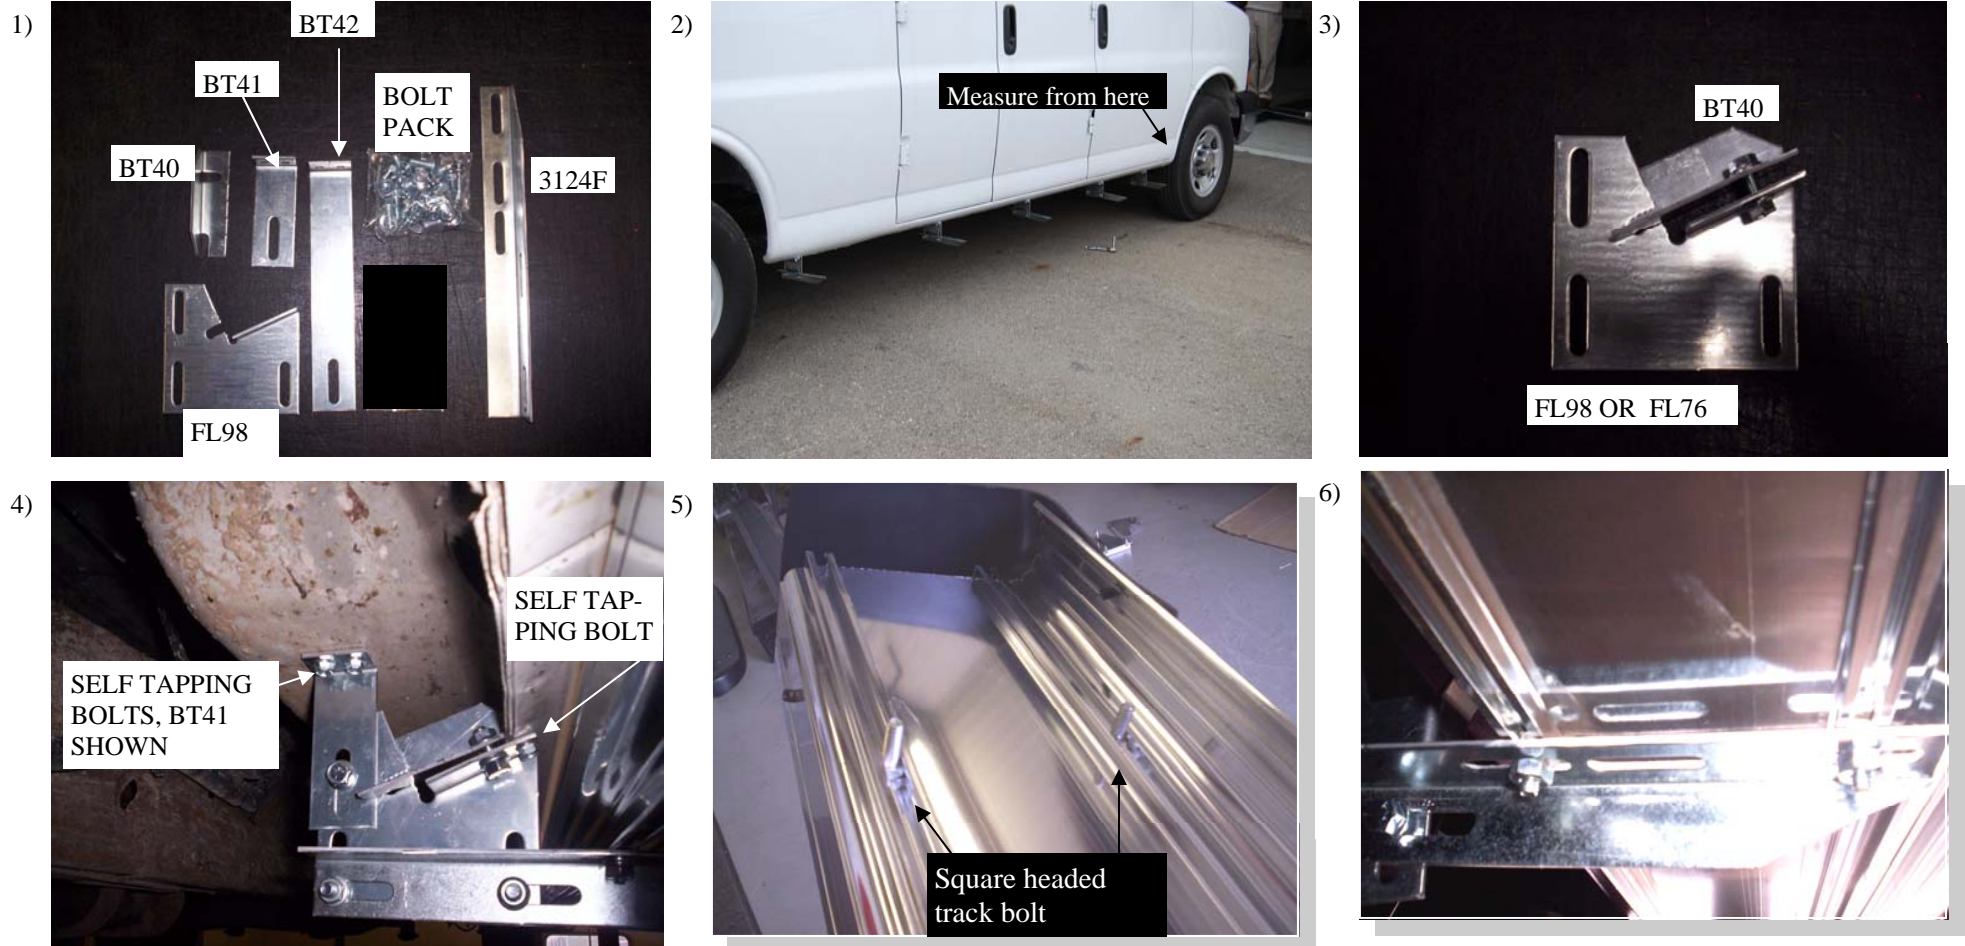 1)
BT42
BT41
BOLT
PACK
BT40
3124F
FL98
2)
Measure from here
3)
BT40
FL98 OR  FL76
4)
SELF TAP-
PING BOLT
SELF TAPPING
BOLTS, BT41
SHOWN
5)
Square headed
track bolt
6)